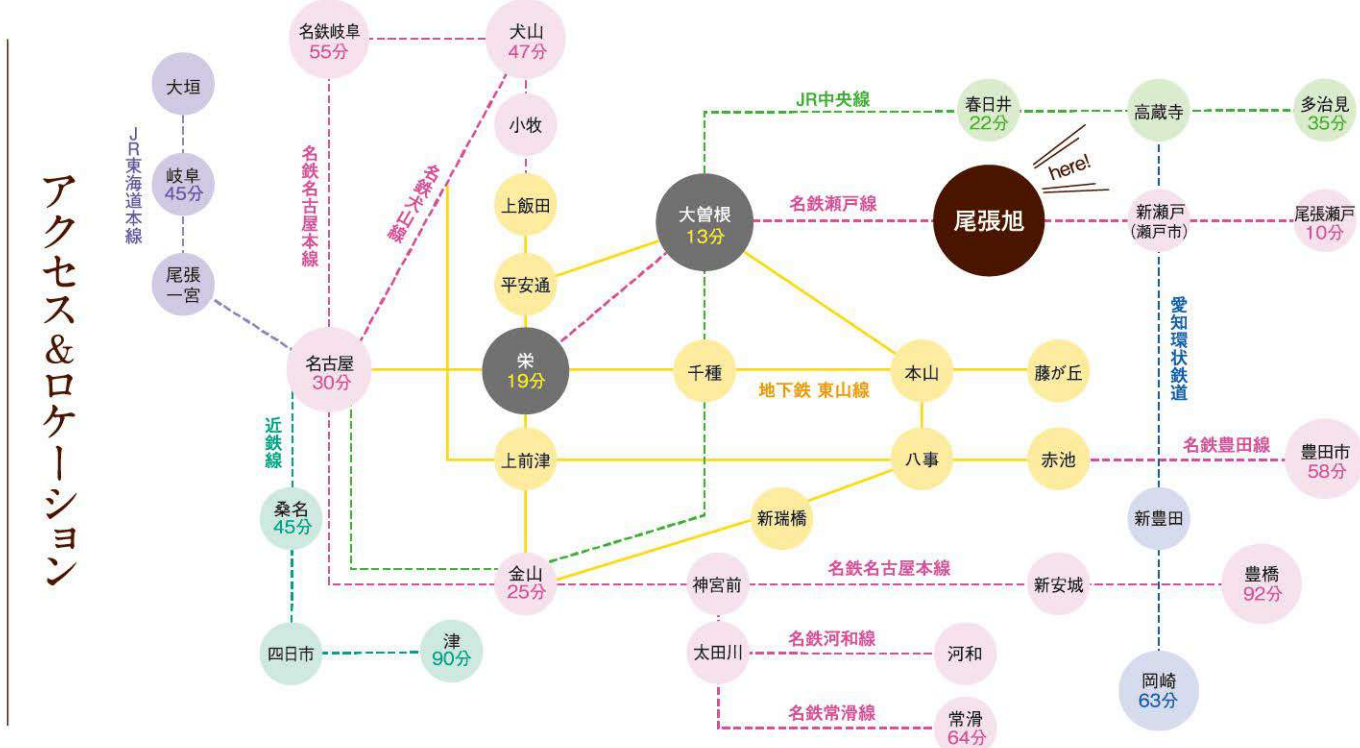 アクセス&ロケーション
大垣
JR東海道本線
岐阜
45分
尾張
一宮
名鉄岐阜
55分
犬山
47分
名鉄名古屋本線
名鉄犬山線
小牧
上飯田
平安通
JR中央線
春日井
22分
高蔵寺
多治見
35分
大曽根
13分
名鉄瀬戸線
尾張旭
here!
新瀬戸
(瀬戸市)
尾張瀬戸
10分
名古屋
30分
栄
19分
千種
地下鉄 東山線
本山
藤が丘
愛知環状鉄道
近鉄線
上前津
八事
赤池
名鉄豊田線
豊田市
58分
桑名
45分
新瑞橋
新豊田
金山
25分
神宮前
名鉄名古屋本線
新安城
豊橋
92分
四日市
津
90分
太田川
名鉄河和線
河和
名鉄常滑線
常滑
64分
岡崎
63分